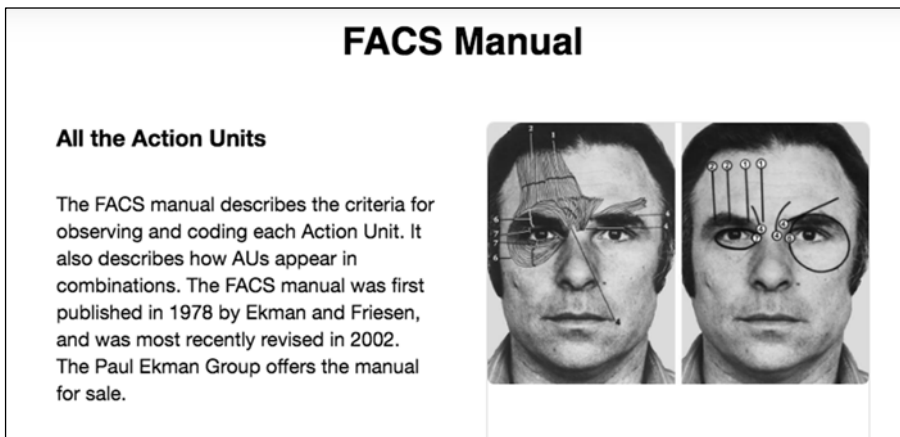 FACS Manual
All the Action Units
The FACS manual describes the criteria for
observing and coding each Action Unit. It
also describes how AUs appear in
combinations. The FACS manual was first
published in 1978 by Ekman and Friesen,
and was most recently revised in 2002.
The Paul Ekman Group offers the manual
for sale.